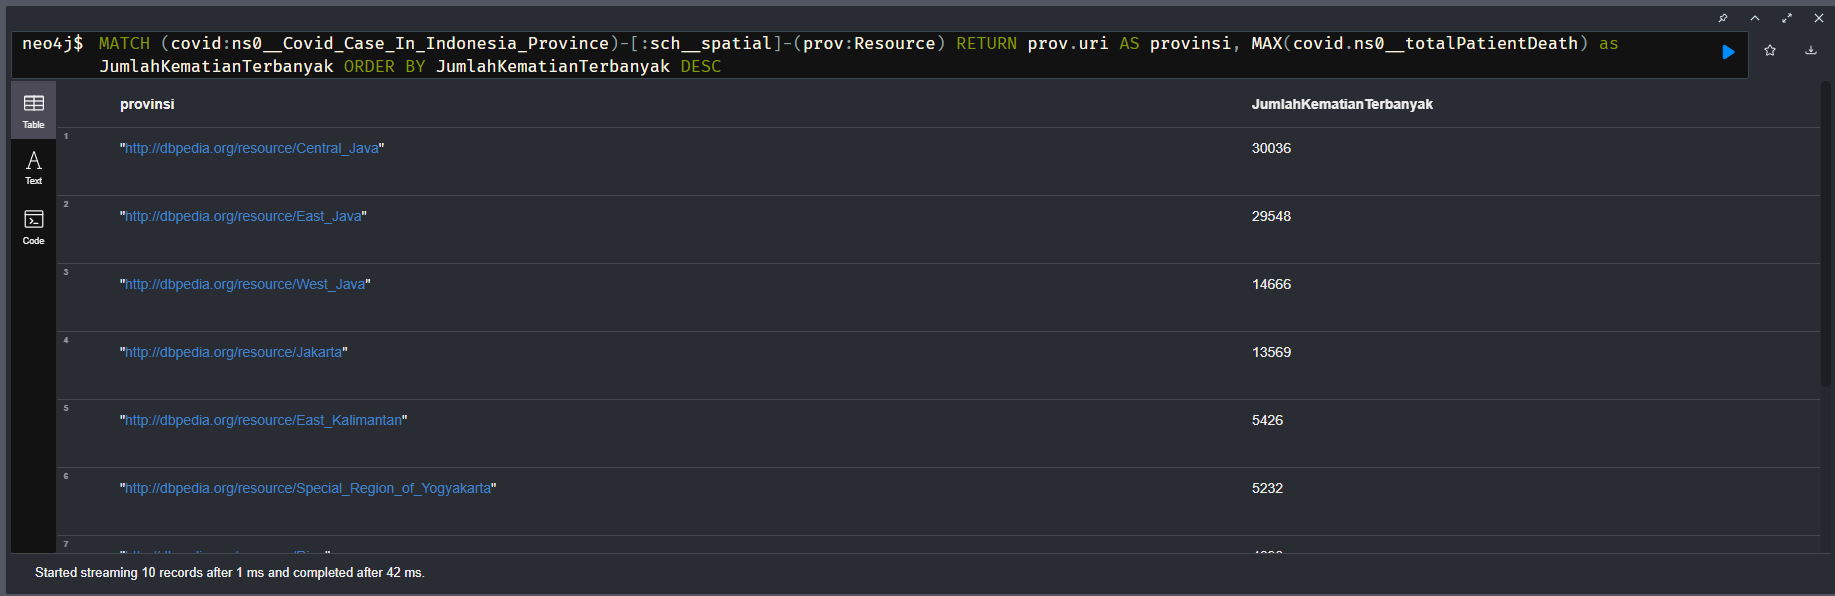 neo4j$ MATCH (covid:ns0__Covid_Case_In_Indonesia_Province)-[:sch__spatial]-(prov:Resource) RETURN prov.uri AS provinsi, MAX(covid.ns0__totalPatientDeath) as
JumlahKematianTerbanyak ORDER BY JumlahKematianTerbanyak DESC
Table
Text
Code
provinsi JumlahKematianTerbanyak
1
"http://dbpedia.org/resource/Central_Java" 30036
2
"http://dbpedia.org/resource/East_Java" 29548
3
"http://dbpedia.org/resource/West_Java" 14666
4
"http://dbpedia.org/resource/Jakarta" 13569
5
"http://dbpedia.org/resource/East_Kalimantan" 5426
6
"http://dbpedia.org/resource/Special_Region_of_Yogyakarta" 5232
7
Started streaming 10 records after 1 ms and completed after 42 ms.